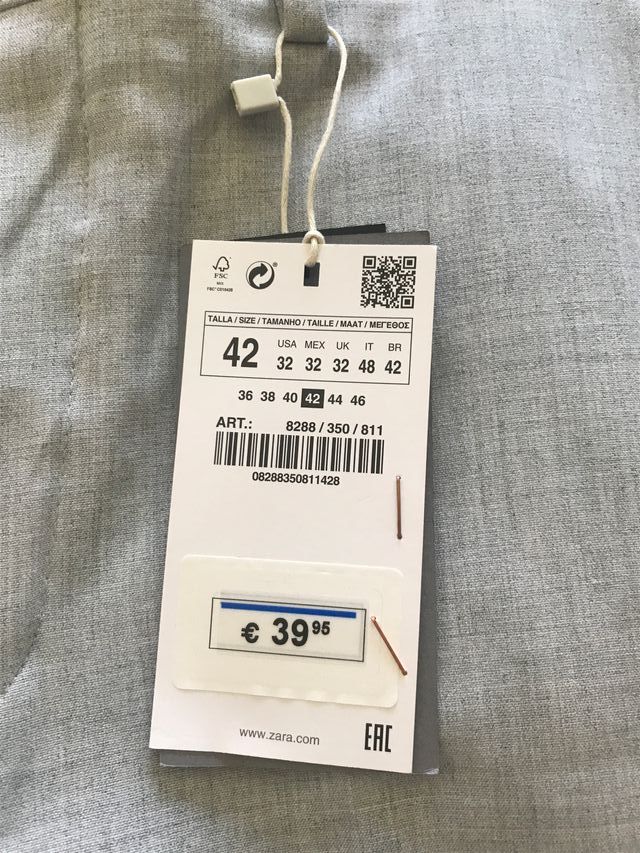 FSC
MIX
TALLA / SIZE / TAMANHO / TAILLE / MAAT / ΜΕΓΕΘΟΣ
42
USA MEX UK IT BR
32 32 32 48 42
36 38 40 42 44 46
ART.: 8288 / 350 / 811
08288350811428
€ 39 95
www.zara.com
EAC